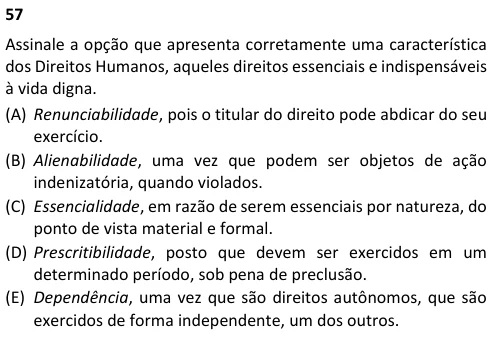 57
Assinale a opção que apresenta corretamente uma característica
dos Direitos Humanos, aqueles direitos essenciais e indispensáveis
à vida digna.
(A) Renunciabilidade, pois o titular do direito pode abdicar do seu
exercício.
(B) Alienabilidade, uma vez que podem ser objetos de ação
indenizatória, quando violados.
(C) Essencialidade, em razão de serem essenciais por natureza, do
ponto de vista material e formal.
(D) Prescritibilidade, posto que devem ser exercidos em um
determinado período, sob pena de preclusão.
(E) Dependência, uma vez que são direitos autônomos, que são
exercidos de forma independente, um dos outros.